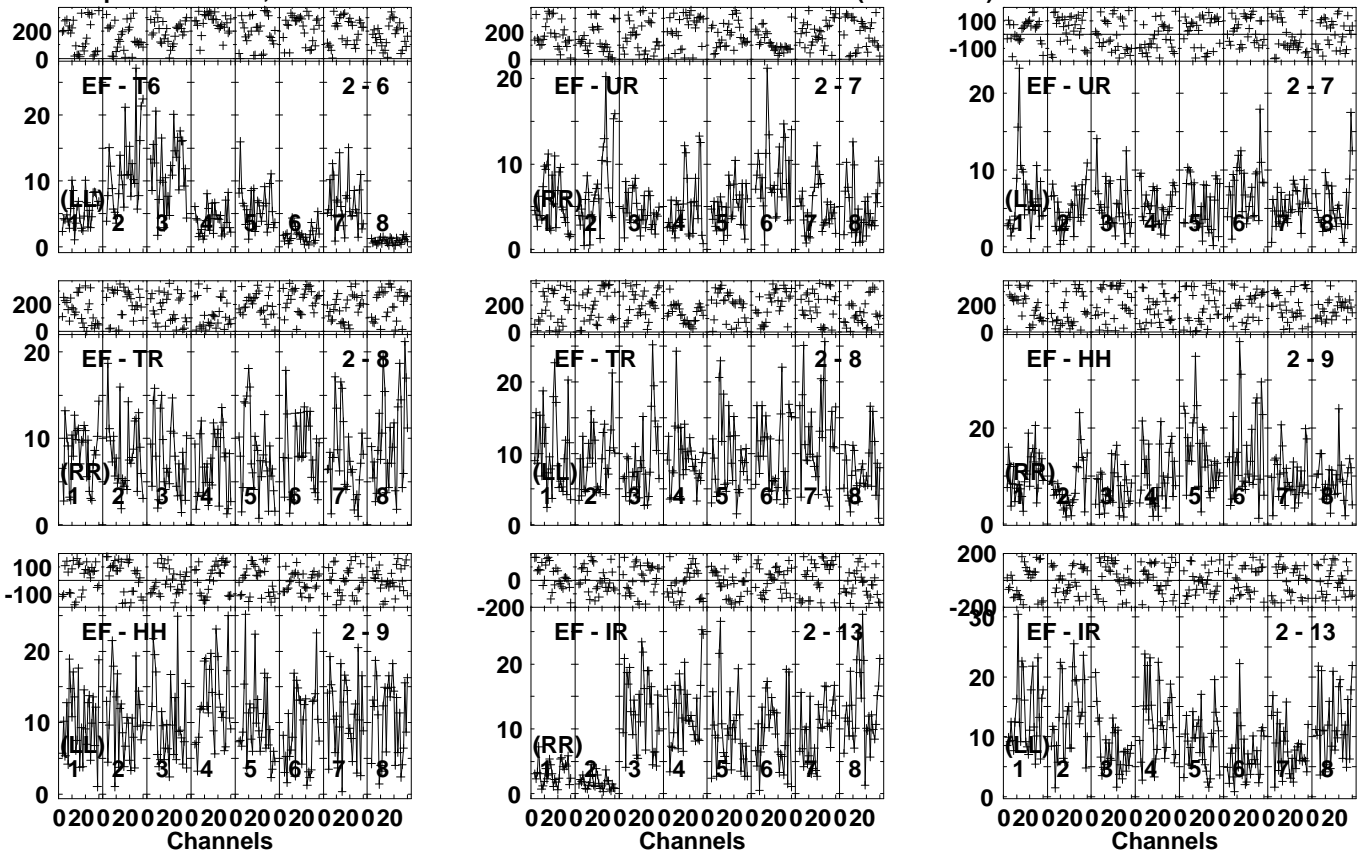 200 0 200 0 100 -100
EF - T6 2 - 6 EF - UR 2 - 7 EF - UR 2 - 7
20 10 0 20 10 0 20 10 0
(LL) (RR) (LL)
1 2 3 4 5 6 7 8 1 2 3 4 5 6 7 8 1 2 3 4 5 6 7 8
200 0 200 0 200 0
EF - TR 2 - 8 EF - TR 2 - 8 EF - HH 2 - 9
20 10 0 20 10 0 20 0
(RR) (LL) (RR)
1 2 3 4 5 6 7 8 1 2 3 4 5 6 7 8 1 2 3 4 5 6 7 8
100 -100 0 -200 200 0 -200
EF - HH 2 - 9 EF - IR 2 - 13 EF - IR 2 - 13
20 10 0 20 10 0 30 20 10 0
(LL) (RR) (LL)
1 2 3 4 5 6 7 8 1 2 3 4 5 6 7 8 1 2 3 4 5 6 7 8
0 20 0 20 0 20 0 20 0 20 0 20 0 20 0 20 0 20 0 20 0 20 0 20 0 20 0 20 0 20 0 20 0 20 0 20 0 20 0 20 0 20 0 20 0 20 0 20
Channels Channels Channels